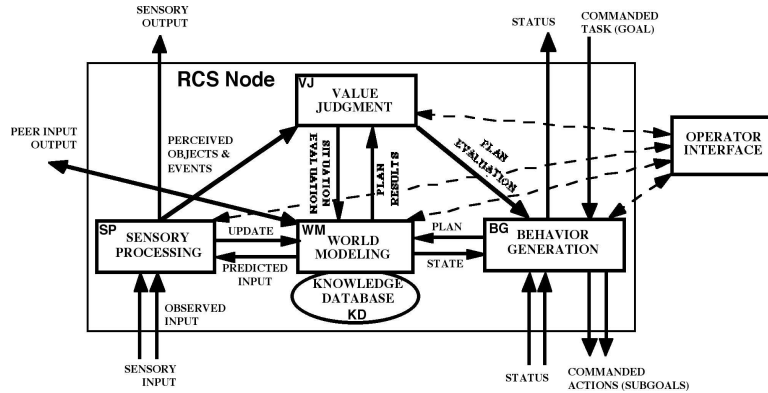 SENSORY
OUTPUT
STATUS
COMMANDED
TASK (GOAL)
RCS Node
VJ
VALUE
JUDGMENT
PEER INPUT
OUTPUT
PERCEIVED
OBJECTS &
EVENTS
SITUATION
EVALUATION
PLAN
RESULTS
PLAN
EVALUATION
OPERATOR
INTERFACE
SP
SENSORY
PROCESSING
UPDATE
PREDICTED
INPUT
WM
WORLD
MODELING
PLAN
STATE
BG
BEHAVIOR
GENERATION
KNOWLEDGE
DATABASE
KD
OBSERVED
INPUT
SENSORY
INPUT
STATUS
COMMANDED
ACTIONS (SUBGOALS)